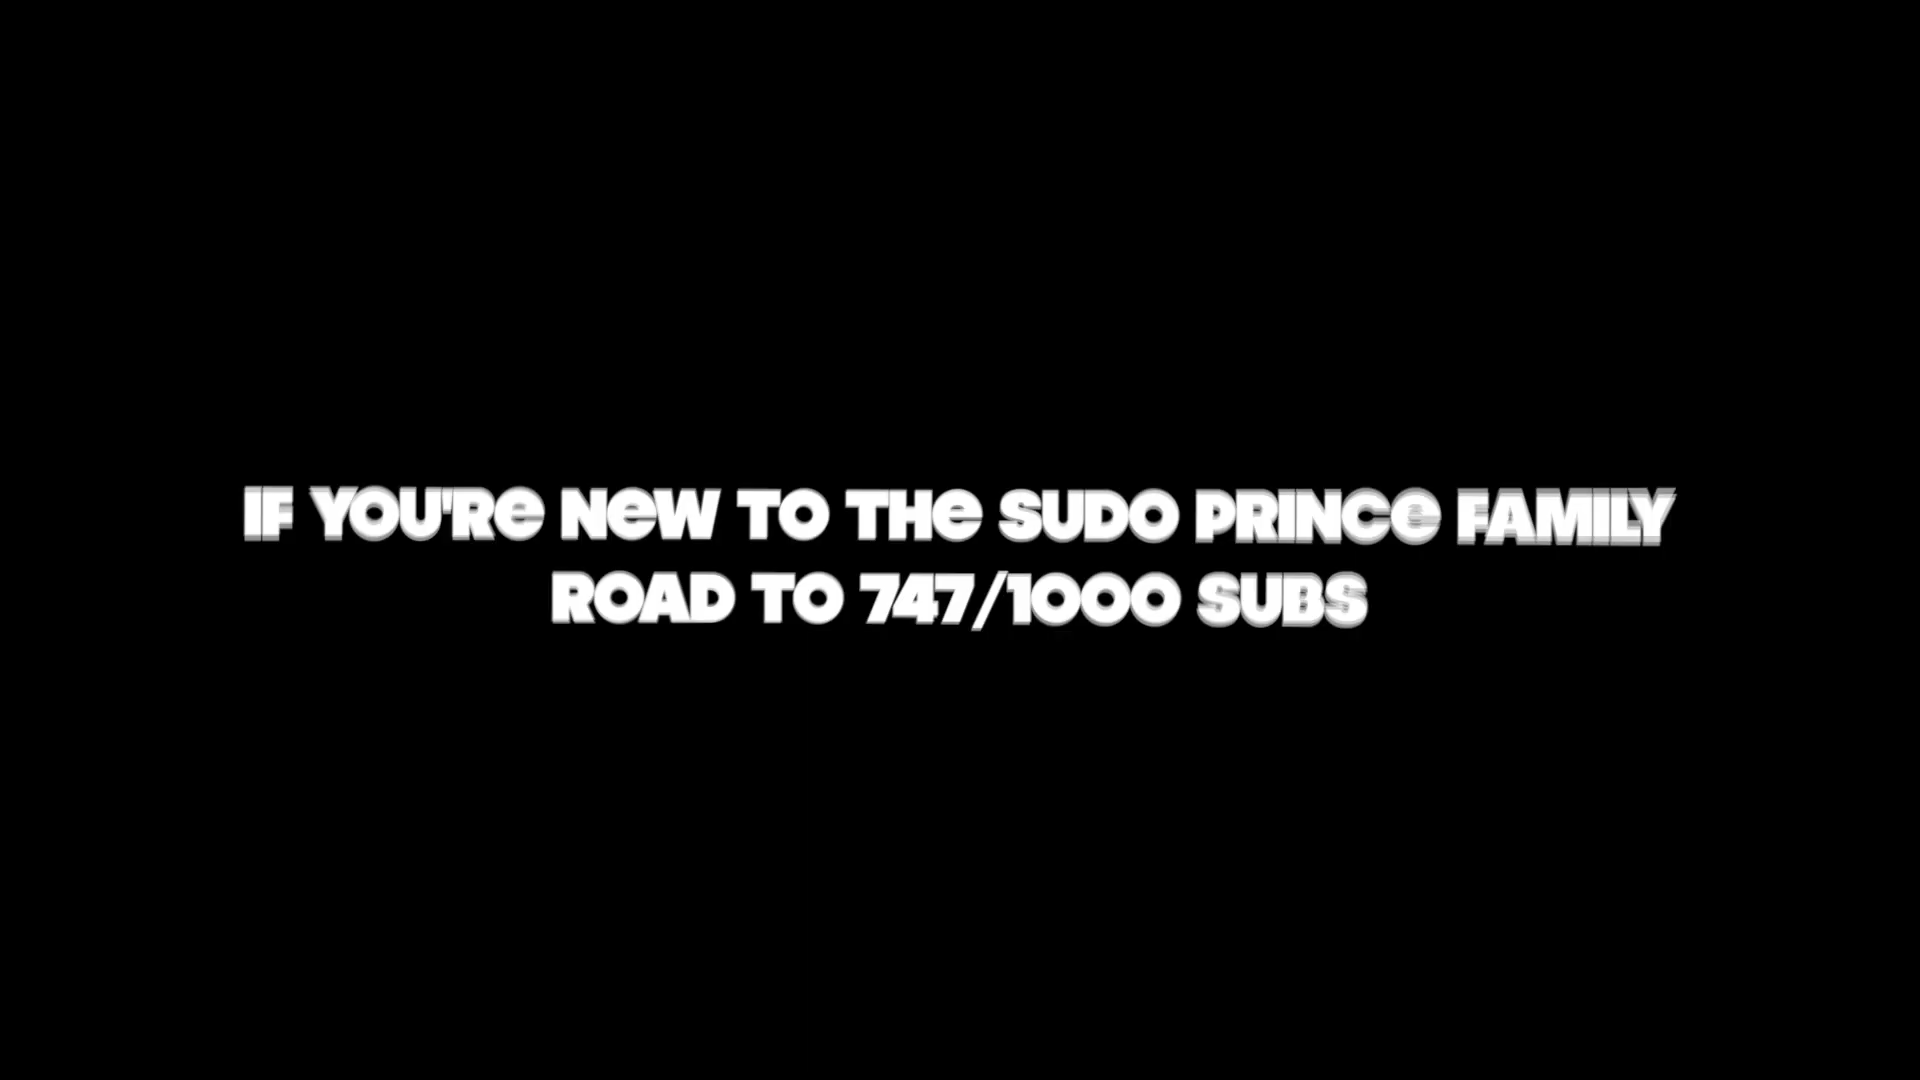 IF YOU'RE NEW TO THE SUDO PRINCE FAMILY
ROAD TO 747/1000 SUBS